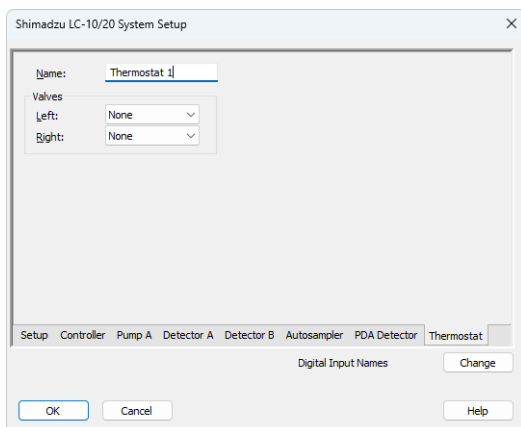 Shimadzu LC-10/20 System Setup
Name: Thermostat 1
Valves
Left: None
Right: None
Setup Controller Pump A Detector A Detector B Autosampler PDA Detector Thermostat
Digital Input Names Change
OK Cancel Help